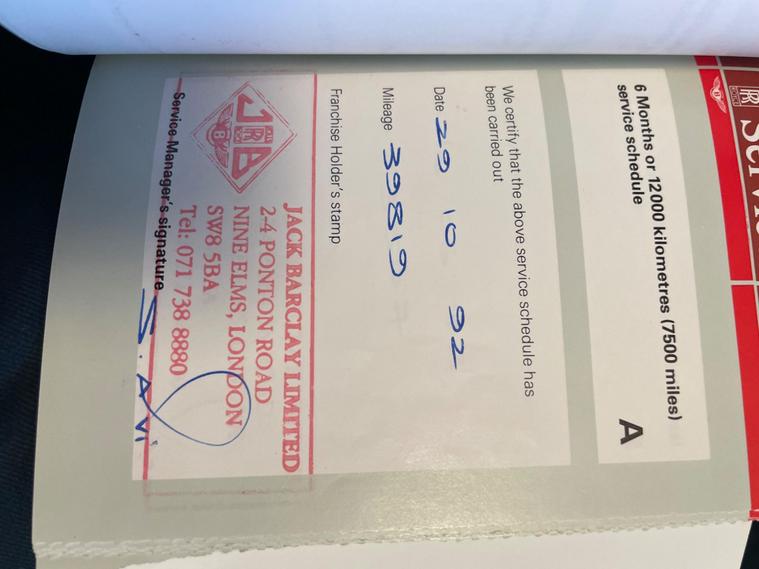 6 Months or 12 000 kilometres (7500 miles)
service schedule
A
We certify that the above service schedule has
been carried out
Date 29 10 92
Mileage 39819
Franchise Holder's stamp
JACK BARCLAY LIMITED
2-4 PONTON ROAD
NINE ELMS, LONDON
SW8 5BA
Tel: 071 738 8880
Service Manager's signature